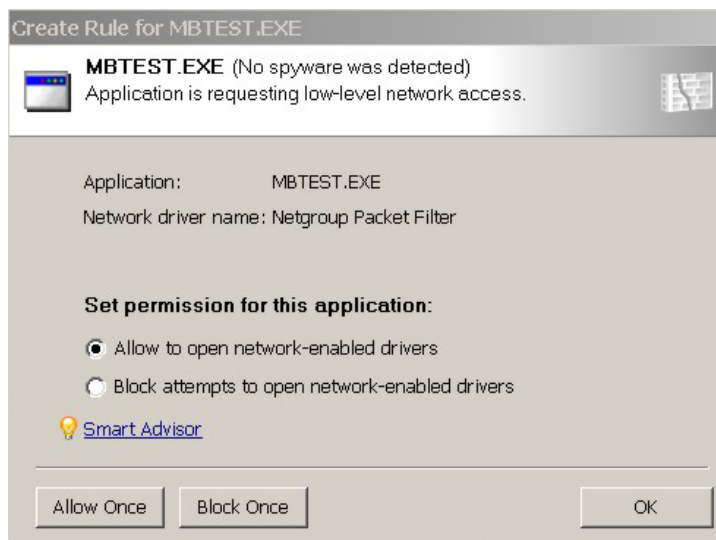 Create Rule for MBTEST.EXE
MBTEST.EXE (No spyware was detected)
Application is requesting low-level network access.
Application: MBTEST.EXE
Network driver name: Netgroup Packet Filter
Set permission for this application:
Allow to open network-enabled drivers
Block attempts to open network-enabled drivers
Smart Advisor
Allow Once Block Once OK